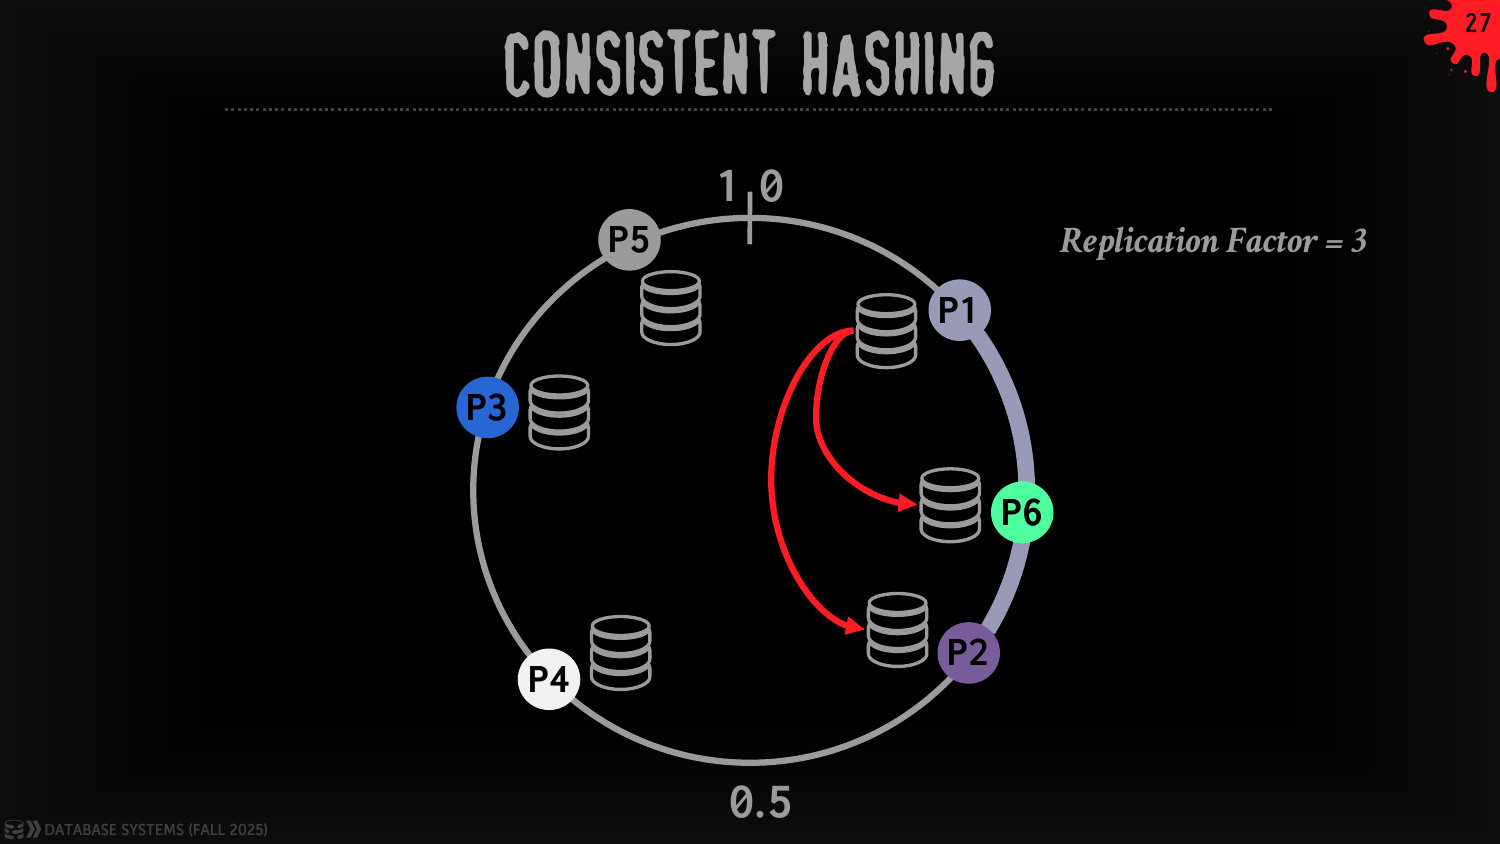 27
CONSISTENT HASHING
1 0
Replication Factor = 3
P5
P1
P3
P6
P2
P4
0.5
DATABASE SYSTEMS (FALL 2025)